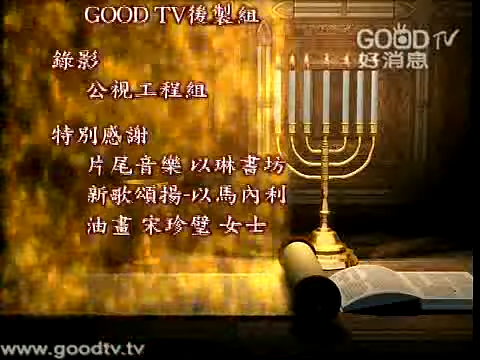 GOOD TV後製組
GOOD TV
好消息
錄影
公視工程組
特別感謝
片尾音樂 以琳書坊
新歌頌揚-以馬內利
油畫 宋珍璧 女士
www.goodtv.tv